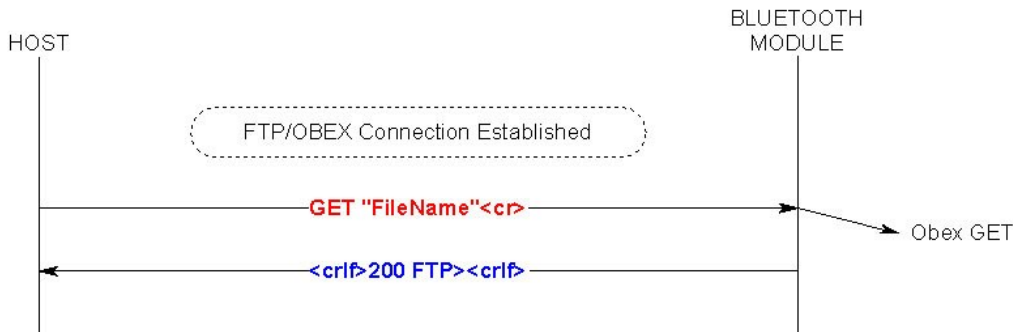 HOST
BLUETOOTH
MODULE
FTP/OBEX Connection Established
GET "FileName"<cr>
Obex GET
<crlf>200 FTP><crlf>